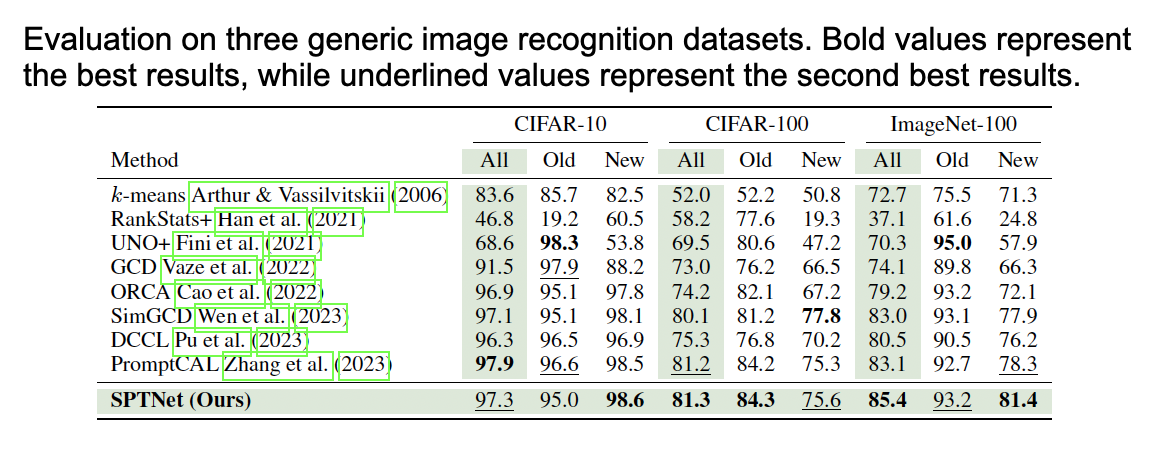 Evaluation on three generic image recognition datasets. Bold values represent
the best results, while underlined values represent the second best results.
CIFAR-10 CIFAR-100 ImageNet-100
Method All Old New All Old New All Old New
k-means Arthur & Vassilvitskii (2006) 83.6 85.7 82.5 52.0 52.2 50.8 72.7 75.5 71.3
RankStats+ Han et al. (2021) 46.8 19.2 60.5 58.2 77.6 19.3 37.1 61.6 24.8
UNO+ Fini et al. (2021) 68.6 98.3 53.8 69.5 80.6 47.2 70.3 95.0 57.9
GCD Vaze et al. (2022) 91.5 97.9 88.2 73.0 76.2 66.5 74.1 89.8 66.3
ORCA Cao et al. (2022) 96.9 95.1 97.8 74.2 82.1 67.2 79.2 93.2 72.1
SimGCD Wen et al. (2023) 97.1 95.1 98.1 80.1 81.2 77.8 83.0 93.1 77.9
DCCL Pu et al. (2023) 96.3 96.5 96.9 75.3 76.8 70.2 80.5 90.5 76.2
PromptCAL Zhang et al. (2023) 97.9 96.6 98.5 81.2 84.2 75.3 83.1 92.7 78.3
SPTNet (Ours) 97.3 95.0 98.6 81.3 84.3 75.6 85.4 93.2 81.4